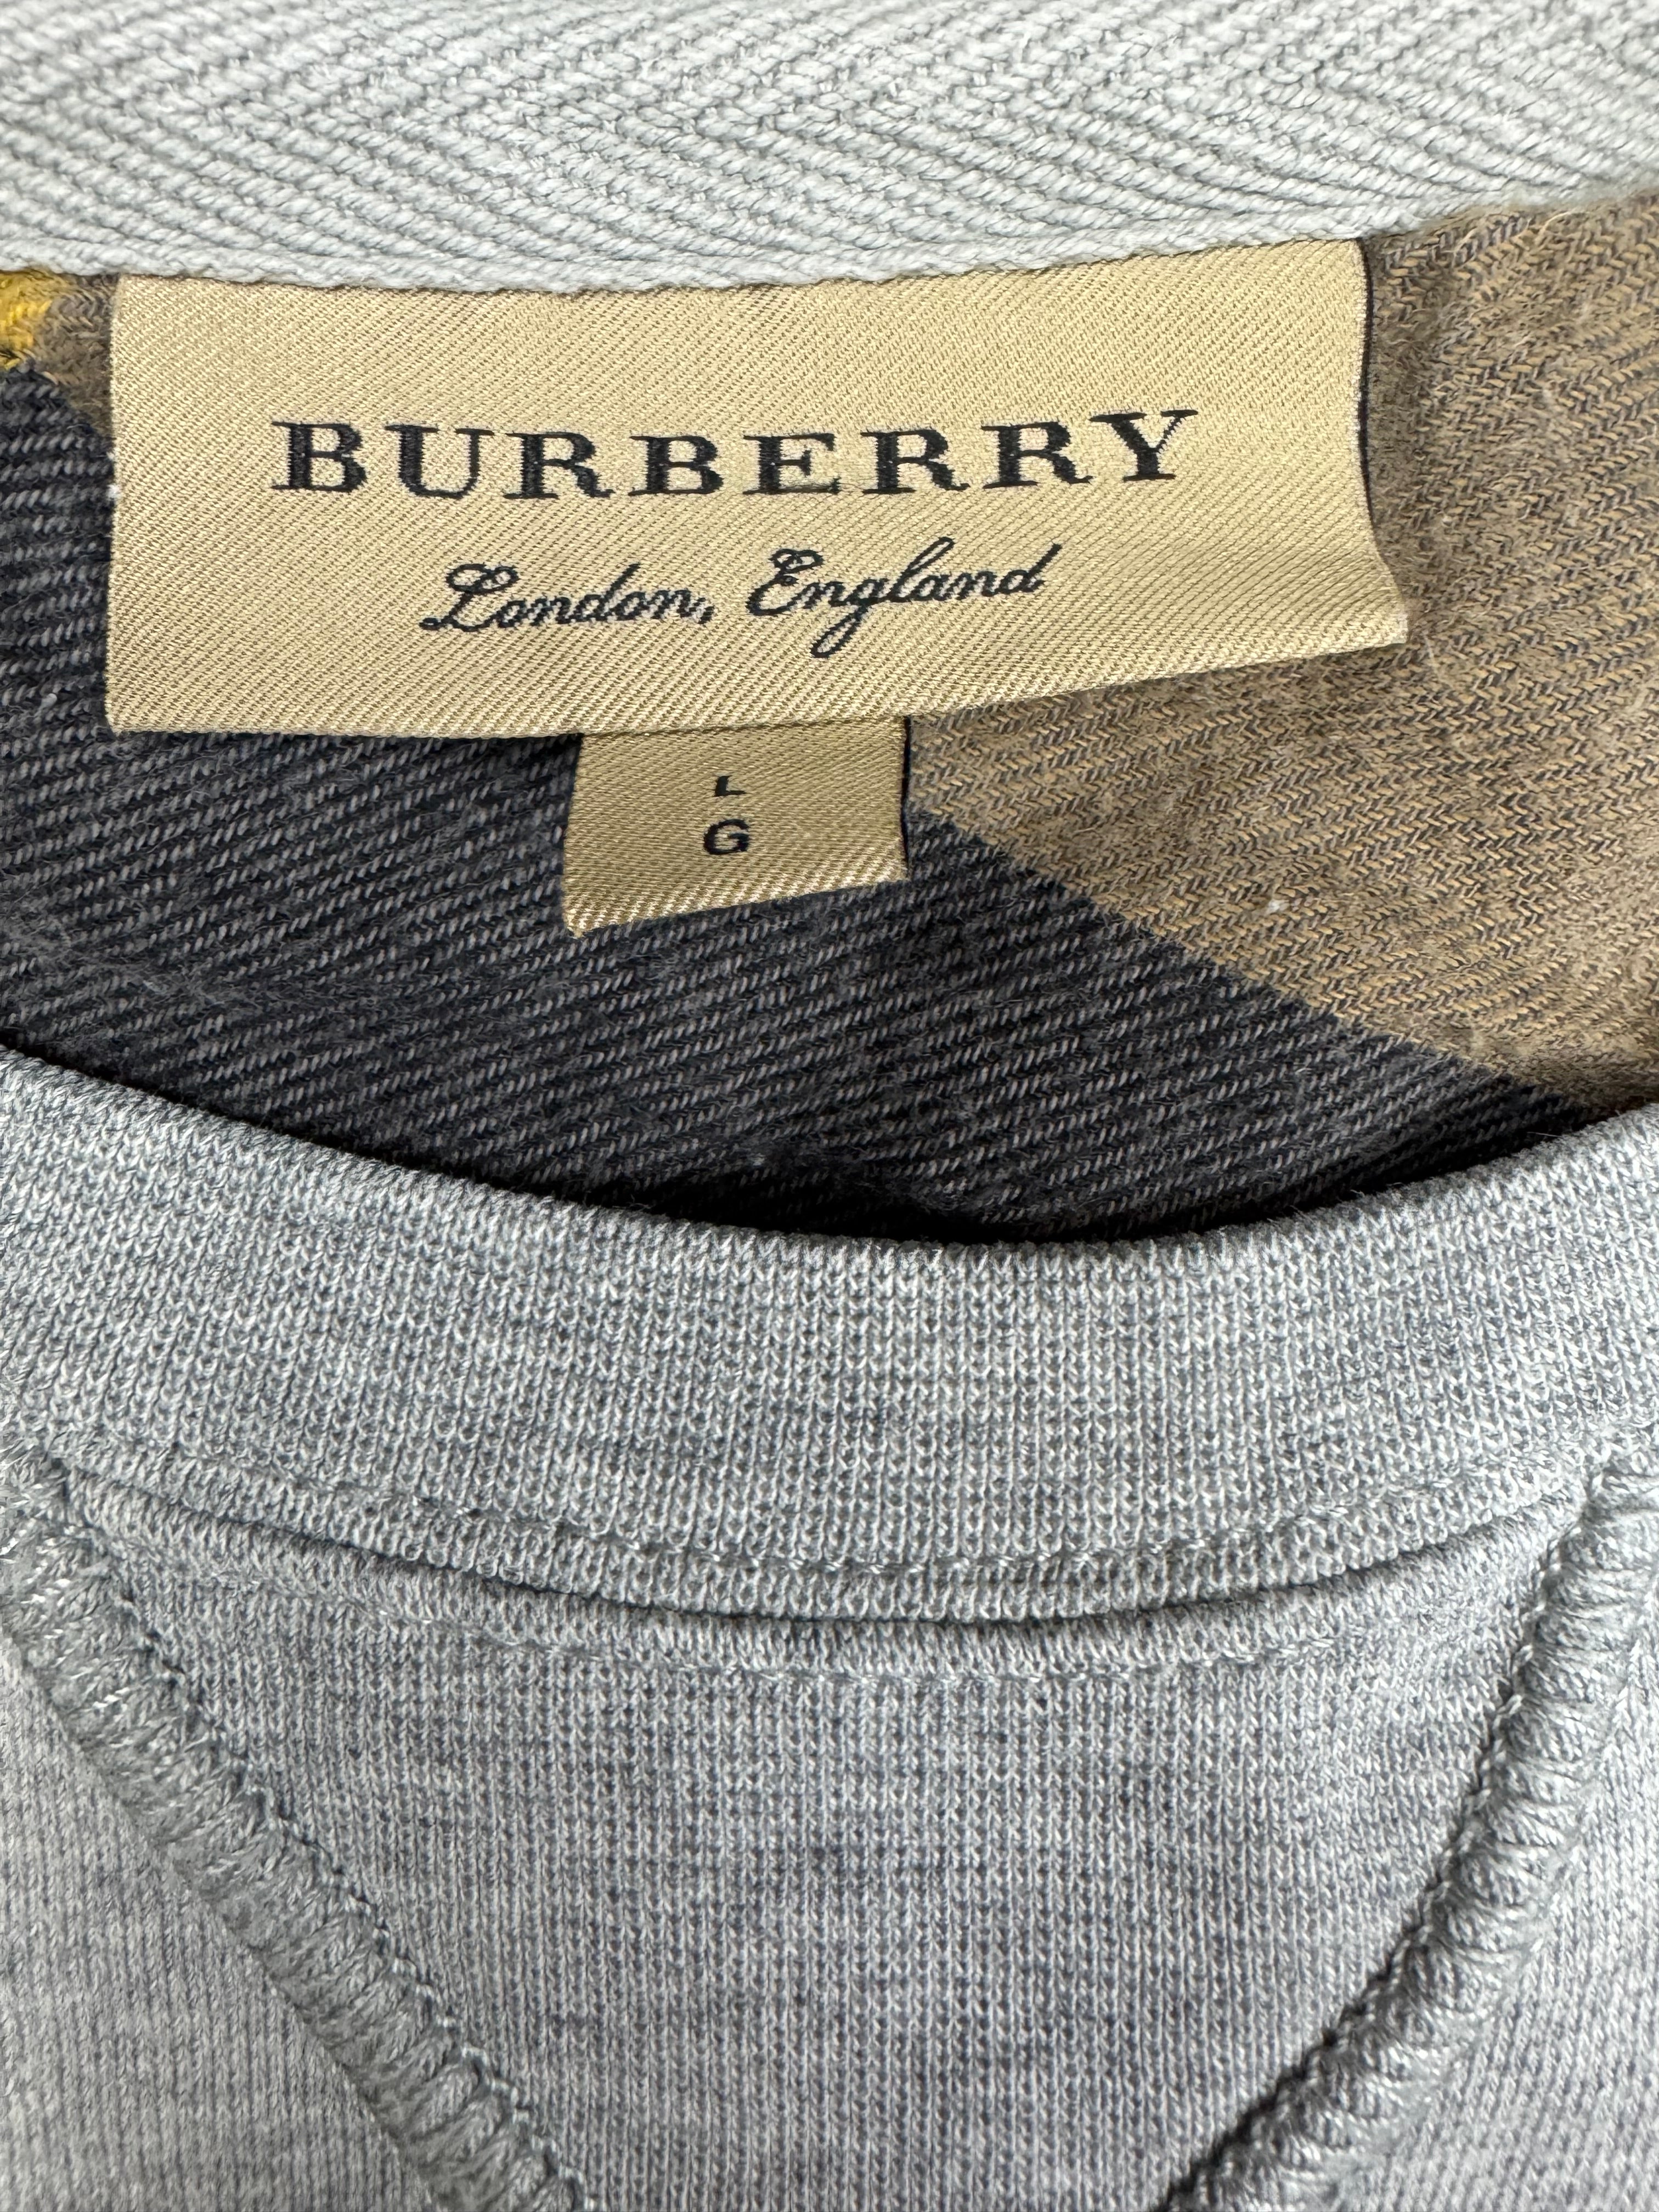 BURBERRY
London, England
L
G